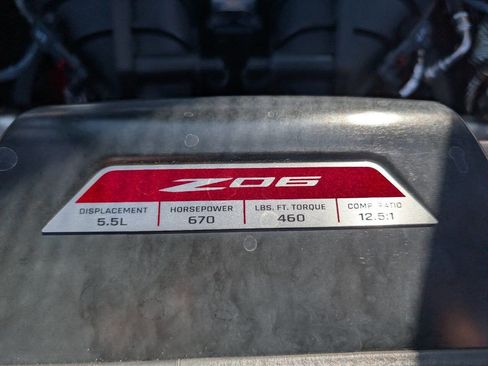 Z06
DISPLACEMENT HORSEPOWER LBS. FT. TORQUE COMP. RATIO
5.5L 670 460 12.5:1